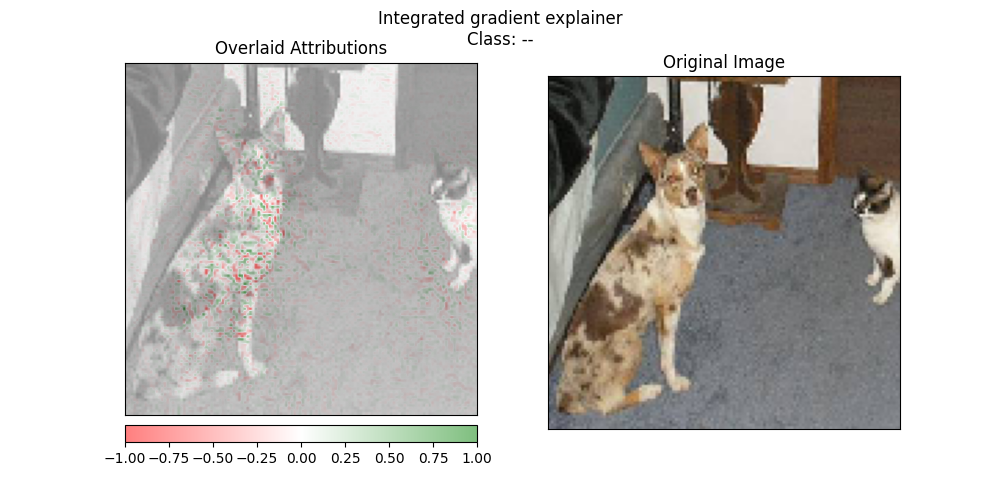 Integrated gradient explainer
Class: --
Overlaid Attributions
Original Image
−1.00 −0.75 −0.50 −0.25 0.00 0.25 0.50 0.75 1.00